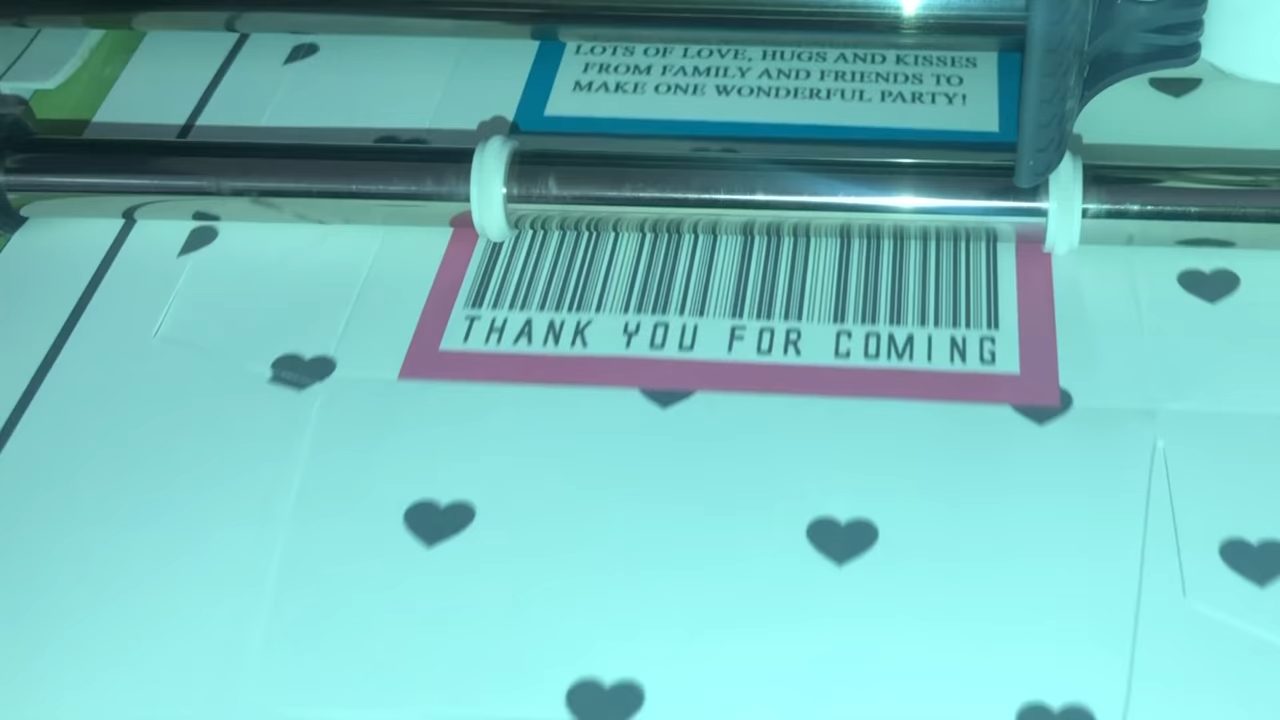 LOTS OF LOVE, HUGS AND KISSES
FROM FAMILY AND FRIENDS TO
MAKE ONE WONDERFUL PARTY!
THANK YOU FOR COMING